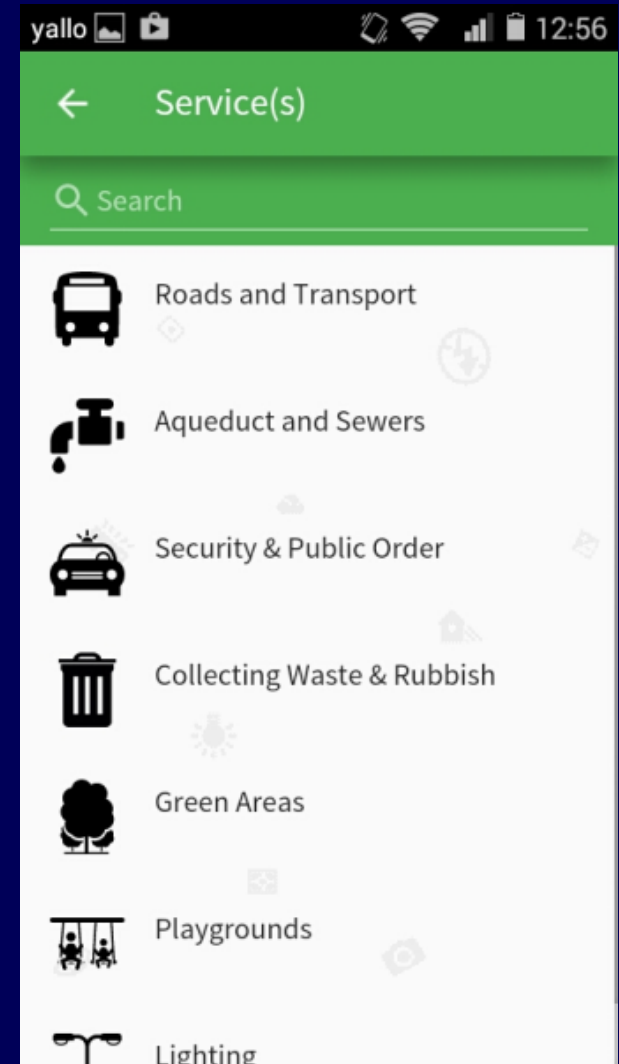 yallo 12:56
Service(s)
Search
Roads and Transport
Aqueduct and Sewers
Security & Public Order
Collecting Waste & Rubbish
Green Areas
Playgrounds
Lighting